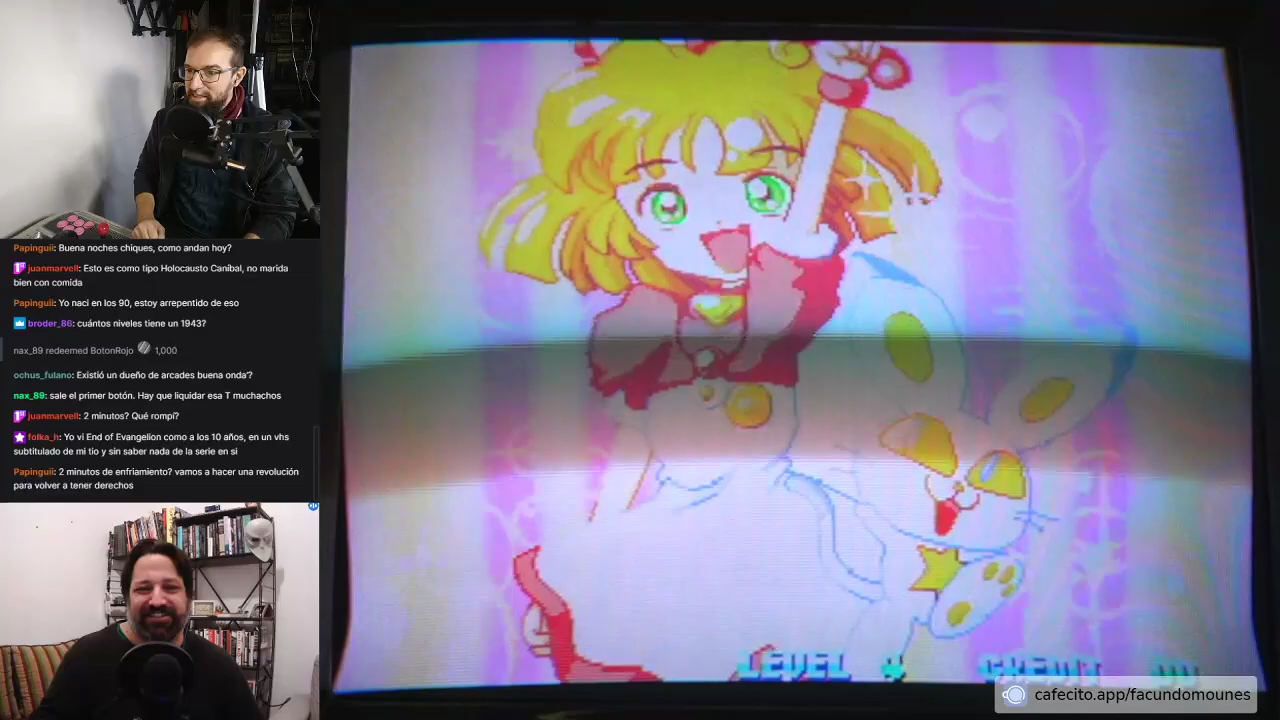 Papinguii: Buena noches chiques, como andan hoy?
juanmarvell: Esto es como tipo Holocausto Caníbal, no marida
bien con comida
Papinguii: Yo naci en los 90, estoy arrepentido de eso
broder_86: cuántos niveles tiene un 1943?
nax_89 redeemed BotonRojo 1,000
ochus_fulano: Existió un dueño de arcades buena onda'?
nax_89: sale el primer botón. Hay que liquidar esa T muchachos
juanmarvell: 2 minutos? Qué rompí?
folka_h: Yo vi End of Evangelion como a los 10 años, en un vhs
subtitulado de mi tio y sin saber nada de la serie en sí
Papinguii: 2 minutos de enfriamiento? vamos a hacer una revolución
para volver a tener derechos
LEVEL CREDIT
cafecito.app/facundomounes